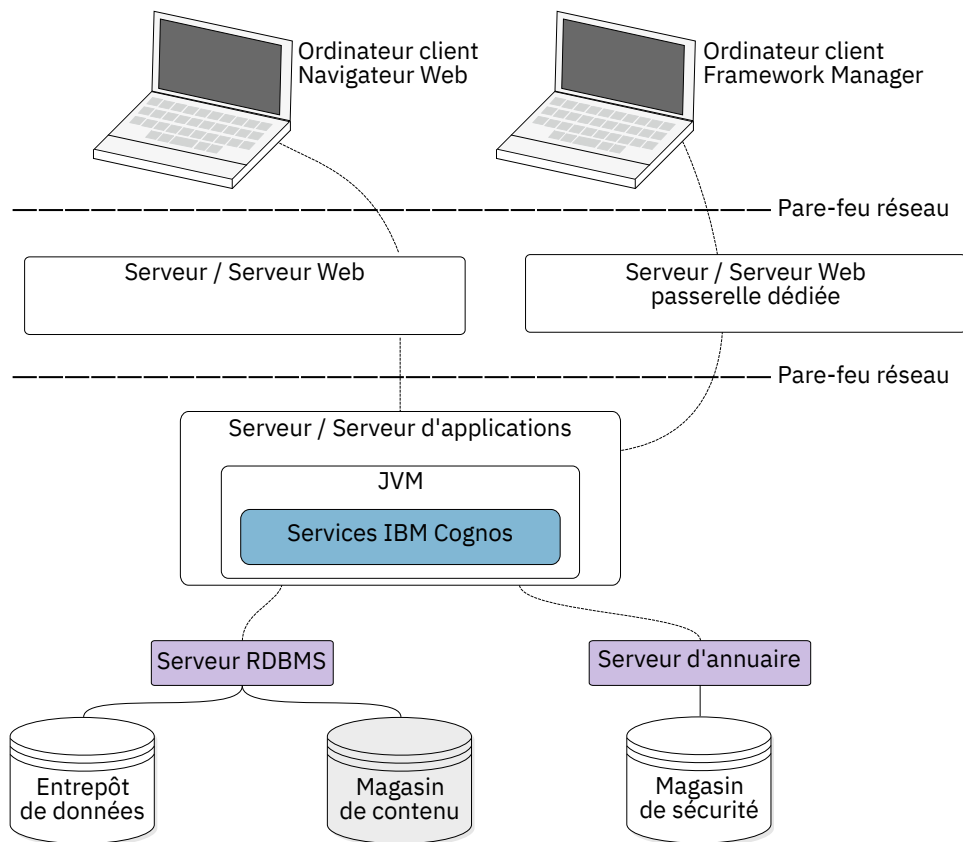 Ordinateur client
Navigateur Web
Ordinateur client
Framework Manager
Pare-feu réseau
Serveur / Serveur Web
Serveur / Serveur Web
passerelle dédiée
Pare-feu réseau
Serveur / Serveur d'applications
JVM
Services IBM Cognos
Serveur RDBMS
Serveur d'annuaire
Entrepôt
de données
Magasin
de contenu
Magasin
de sécurité